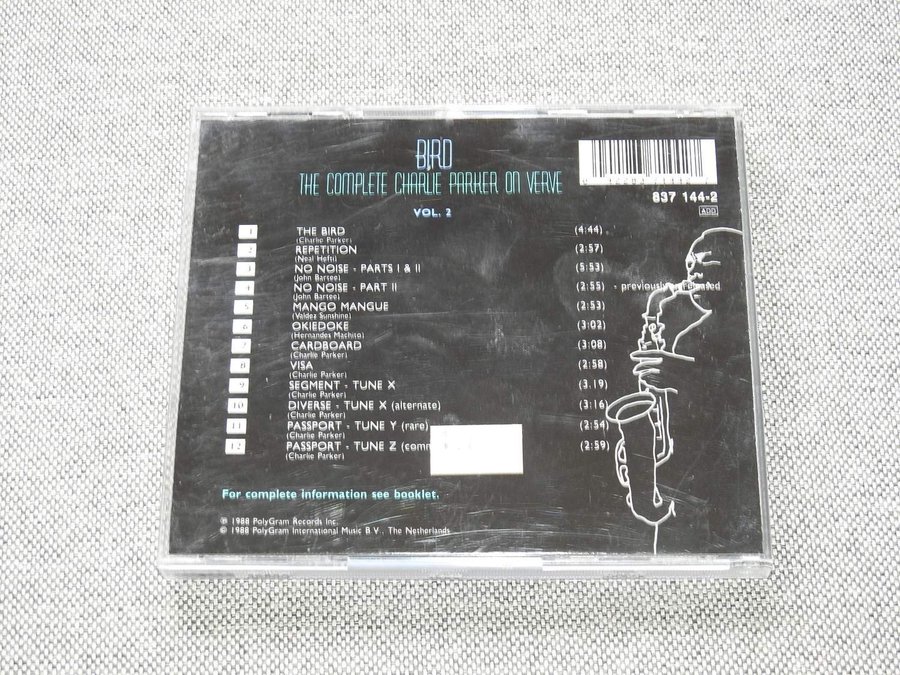 BIRD
THE COMPLETE CHARLIE PARKER ON VERVE
VOL. 2
837 144-2
ADD
1 THE BIRD (4:44)
(Charlie Parker)
2 REPETITION (2:57)
(Neal Hefti)
3 NO NOISE - PARTS I & II (5:53)
(John Bartee)
4 NO NOISE - PART II (2:55) - previously
(John Bartee)
5 MANGO MANGUE (2:53)
(Valdez Sunshine)
6 OKIEDOKE (3:02)
(Hernandes Machito)
7 CARDBOARD (3:08)
(Charlie Parker)
8 VISA (2:58)
(Charlie Parker)
9 SEGMENT - TUNE X (3.19)
(Charlie Parker)
10 DIVERSE - TUNE X (alternate) (3:16)
(Charlie Parker)
11 PASSPORT - TUNE Y (rare) (2:54)
(Charlie Parker)
12 PASSPORT - TUNE Z (comm (2:59)
(Charlie Parker)
For complete information see booklet.
℗ 1988 PolyGram Records Inc.
© 1988 PolyGram International Music B.V., The Netherlands